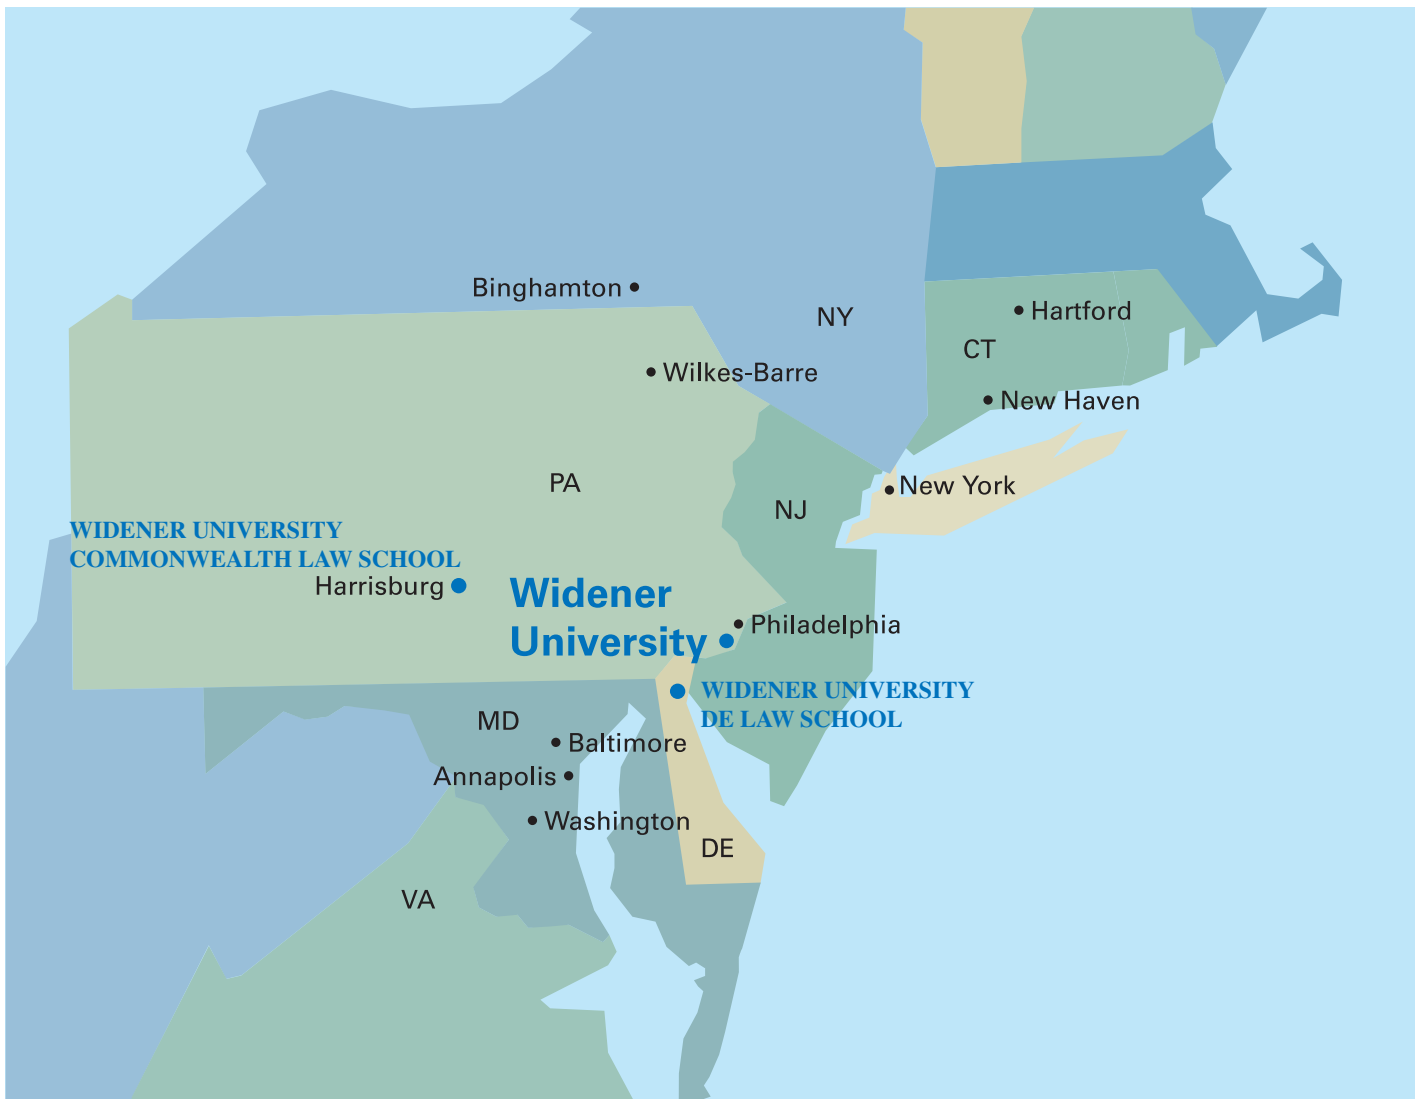 Binghamton
NY
Hartford
CT
Wilkes-Barre
New Haven
PA
New York
NJ
WIDENER UNIVERSITY
COMMONWEALTH LAW SCHOOL
Harrisburg
Widener
University
Philadelphia
WIDENER UNIVERSITY
DE LAW SCHOOL
MD
Baltimore
Annapolis
Washington
DE
VA